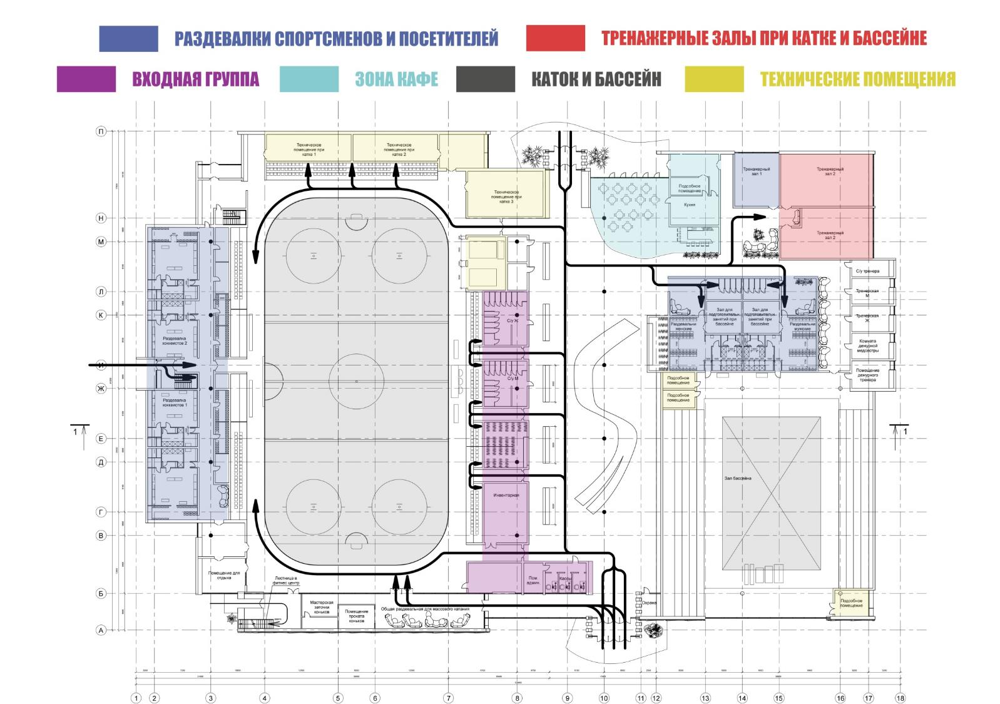 РАЗДЕВАЛКИ СПОРТСМЕНОВ И ПОСЕТИТЕЛЕЙ
ТРЕНАЖЕРНЫЕ ЗАЛЫ ПРИ КАТКЕ И БАССЕЙНЕ
ВХОДНАЯ ГРУППА
ЗОНА КАФЕ
КАТОК И БАССЕЙН
ТЕХНИЧЕСКИЕ ПОМЕЩЕНИЯ
П
Техническое
помещение при
катке 1
Техническое
помещение при
катке 2
Техническое
помещение при
катке 3
Подсобное
помещение
Кухня
Тренажерный
зал 1
Тренажерный
зал 2
Н
Тренажерный
зал 2
М
С/у тренера
Л
Тренерская
М
К
С/у Ж
Раздевальни
женские
Зал для
подготовительн.
занятий при
бассейне
Зал для
подготовительн.
занятий при
бассейне
Раздевальни
мужские
Тренерская
Ж
Раздевалка
хоккеистов 2
Комната
дежурной
медсестры
И
С/у М
Подсобное
помещение
Помещение
дежурного
тренера
Ж
Раздевалка
хоккеистов 1
Подсобное
помещение
1
1
Е
Д
Зал бассейна
Инвентарная
Г
В
Помещение для
отдыха
Лестница в
фитнес центр
Пом.
админ.
Кассы
Б
Мастерская
заточки
коньков
Помещение
проката
коньков
Общая раздевальная для массового катания
Охрана
Подсобное
помещение
А
1 2 3 4 5 6 7 8 9 10 11 12 13 14 15 16 17 18